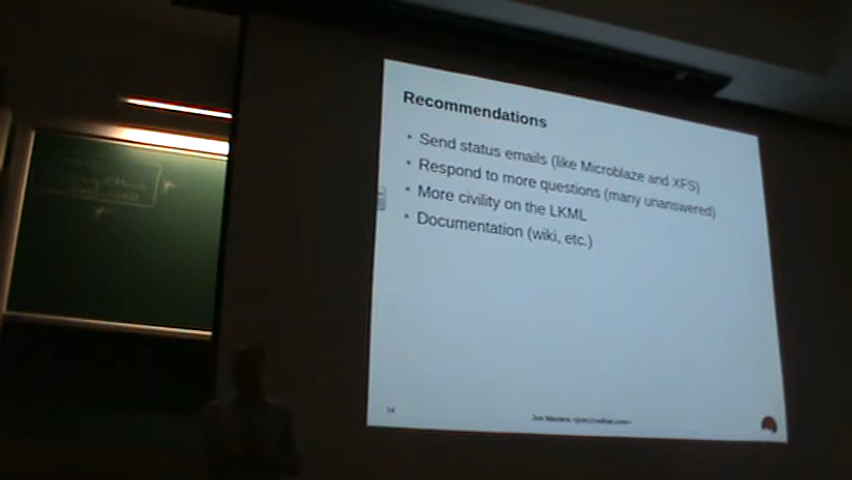 Recommendations
• Send status emails (like Microblaze and XFS)
• Respond to more questions (many unanswered)
• More civility on the LKML
• Documentation (wiki, etc.)